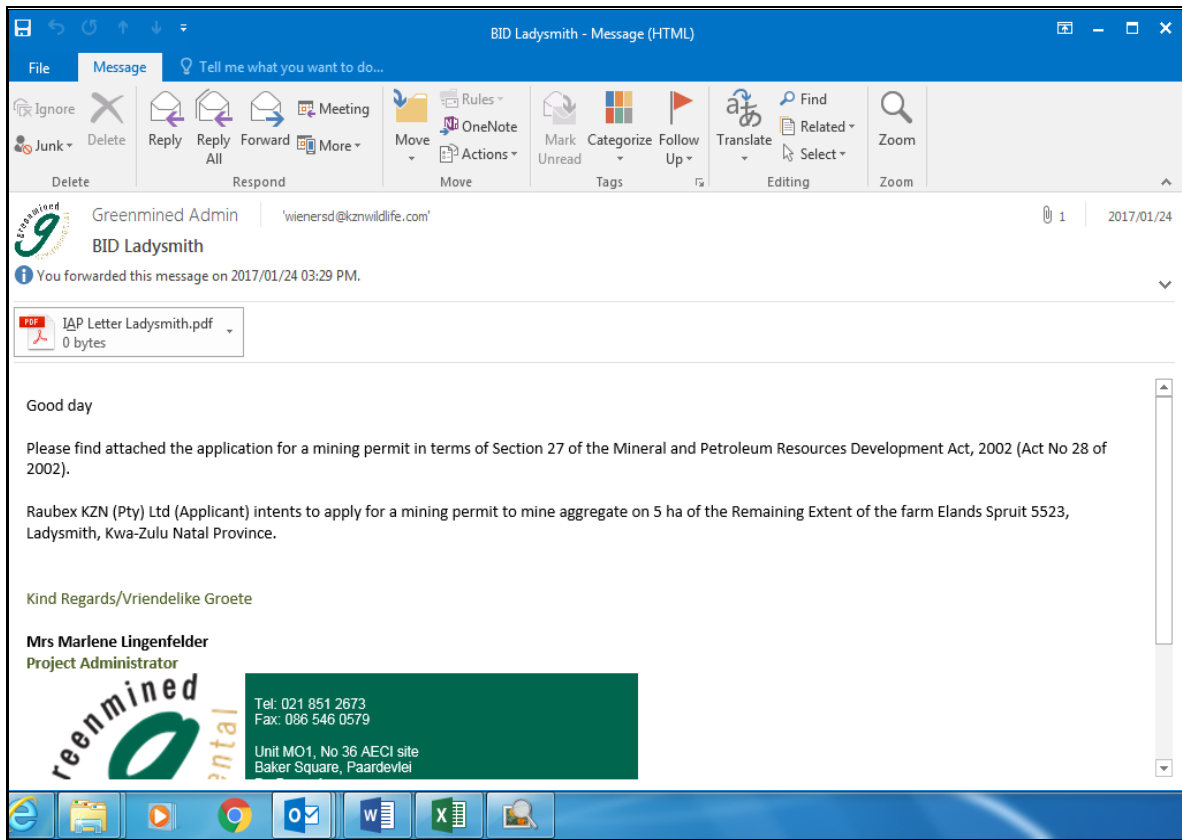 BID Ladysmith - Message (HTML)
File Message Tell me what you want to do...
Ignore
Junk
Delete
Reply
Reply All
Forward
Meeting
More
Move
Rules
OneNote
Actions
Mark Unread
Categorize
Follow Up
Translate
Find
Related
Select
Zoom
Delete Respond Move Tags Editing Zoom
greenmined
environmental
Greenmined Admin 'wienersd@kznwildlife.com' 1 2017/01/24
BID Ladysmith
You forwarded this message on 2017/01/24 03:29 PM.
PDF
IAP Letter Ladysmith.pdf
0 bytes
Good day
Please find attached the application for a mining permit in terms of Section 27 of the Mineral and Petroleum Resources Development Act, 2002 (Act No 28 of
2002).
Raubex KZN (Pty) Ltd (Applicant) intents to apply for a mining permit to mine aggregate on 5 ha of the Remaining Extent of the farm Elands Spruit 5523,
Ladysmith, Kwa-Zulu Natal Province.
Kind Regards/Vriendelike Groete
Mrs Marlene Lingenfelder
Project Administrator
reenmined
ental
Tel: 021 851 2673
Fax: 086 546 0579
Unit MO1, No 36 AECI site
Baker Square, Paardevlei